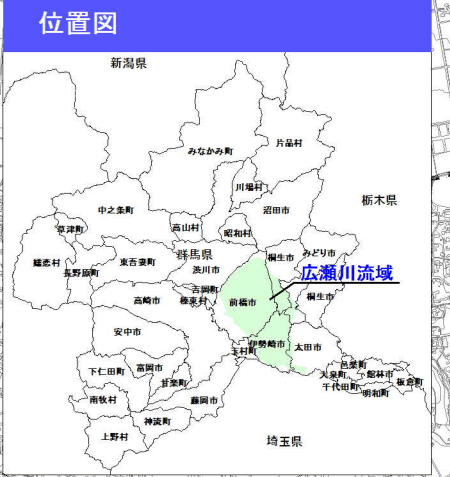 位置図
新潟県
みなかみ町
片品村
川場村
栃木県
中之条町
沼田市
草津町
高山村
昭和村
嬬恋村
長野原町
東吾妻町
群馬県
渋川市
桐生市
みどり市
広瀬川流域
吉岡町
高崎市
榛東村
前橋市
桐生市
安中市
玉村町
伊勢崎市
太田市
下仁田町
富岡市
甘楽町
邑楽町
大泉町
館林市
板倉町
千代田町
明和町
南牧村
藤岡市
神流町
上野村
埼玉県